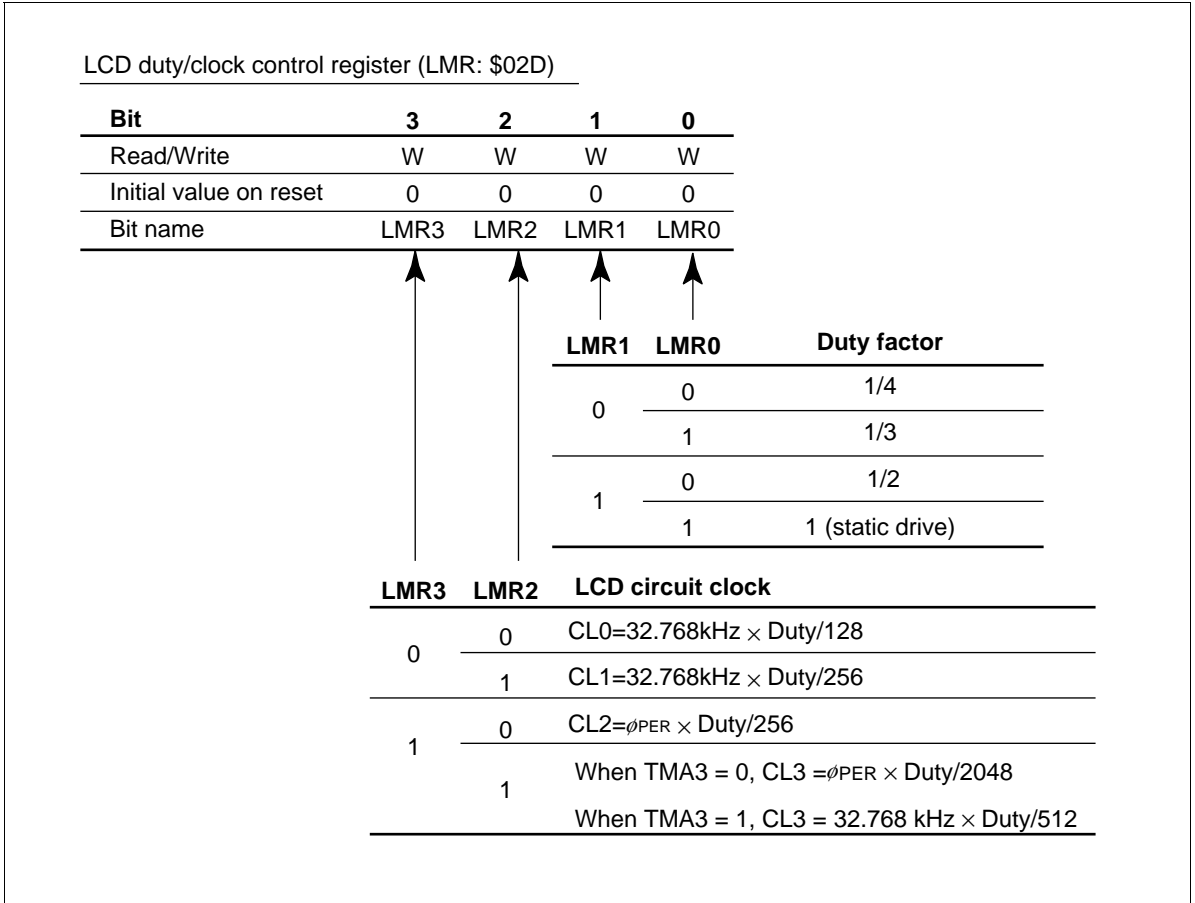 LCD duty/clock control register (LMR: $02D)
Bit 3 2 1 0
Read/Write W W W W
Initial value on reset 0 0 0 0
Bit name LMR3 LMR2 LMR1 LMR0
LMR1 LMR0 Duty factor
0 0 1/4
1 1/3
1 0 1/2
1 1 (static drive)
LMR3 LMR2 LCD circuit clock
0 0 CL0=32.768kHz × Duty/128
1 CL1=32.768kHz × Duty/256
1 0 CL2=øPER × Duty/256
1 When TMA3 = 0, CL3 =øPER × Duty/2048
When TMA3 = 1, CL3 = 32.768 kHz × Duty/512